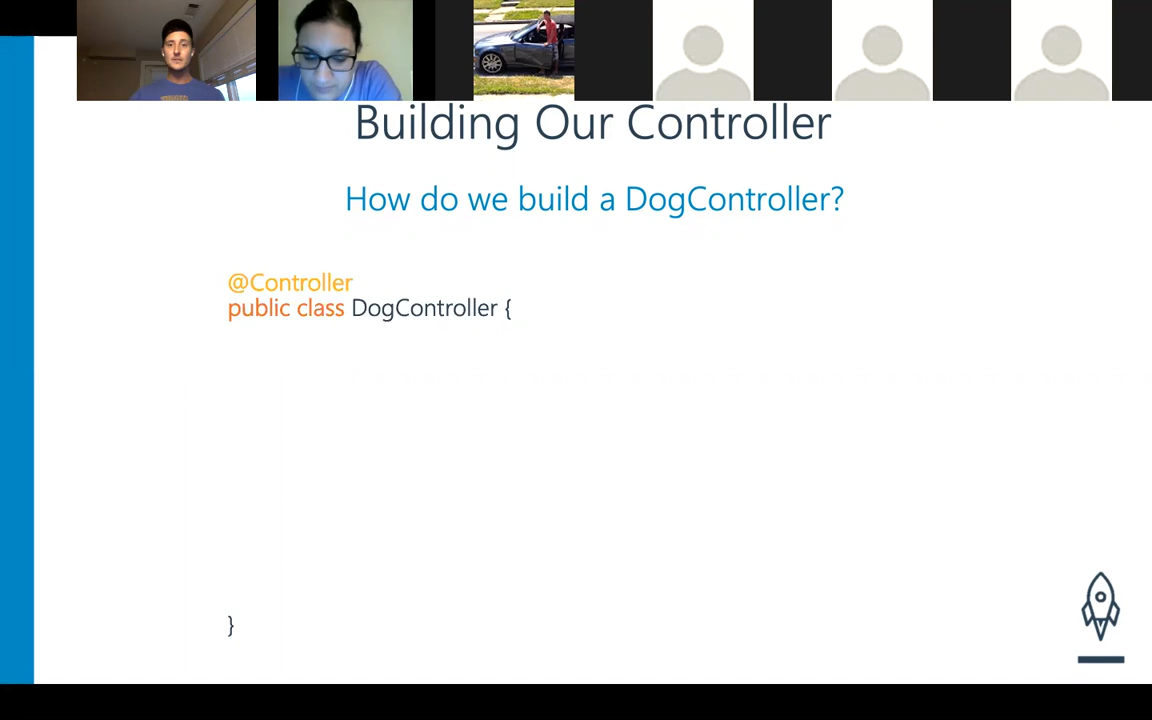 Building Our Controller
How do we build a DogController?
@Controller
public class DogController {
}